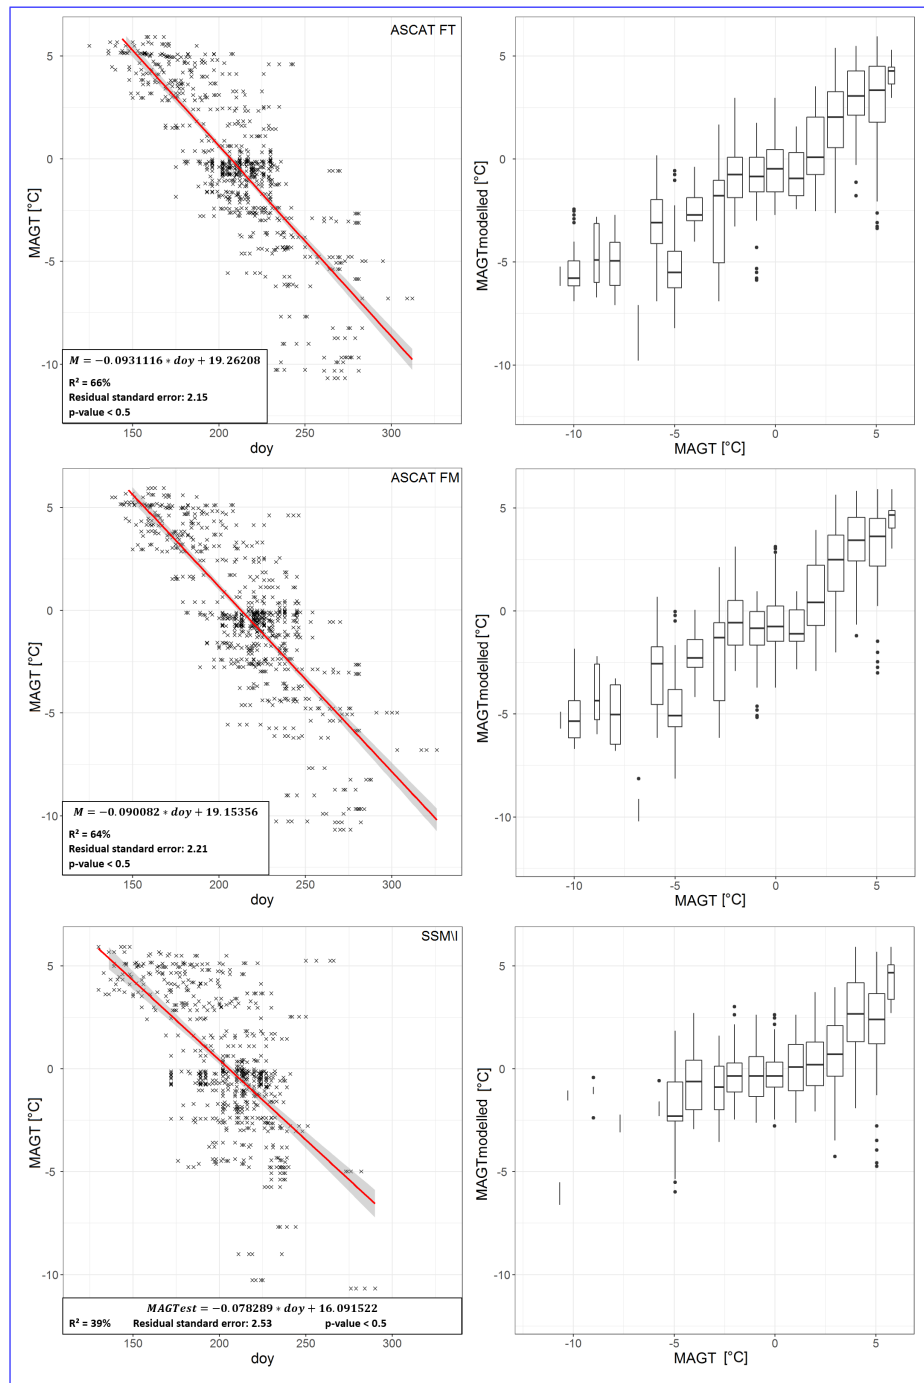 ASCAT FT
5
0
-5
-10
MAGT [°C]
M = −0.0931116 ∗ doy + 19.26208
R² = 66%
Residual standard error: 2.15
p-value < 0.5
150 200 250 300
doy
5
0
-5
-10
MAGTmodelled [°C]
-10 -5 0 5
MAGT [°C]
ASCAT FM
5
0
-5
-10
MAGT [°C]
M = −0.090082 ∗ doy + 19.15356
R² = 64%
Residual standard error: 2.21
p-value < 0.5
150 200 250 300
doy
5
0
-5
-10
MAGTmodelled [°C]
-10 -5 0 5
MAGT [°C]
SSM\I
5
0
-5
-10
MAGT [°C]
MAGTest = −0.078289 ∗ doy + 16.091522
R² = 39% Residual standard error: 2.53 p-value < 0.5
150 200 250 300
doy
5
0
-5
-10
MAGTmodelled [°C]
-10 -5 0 5
MAGT [°C]